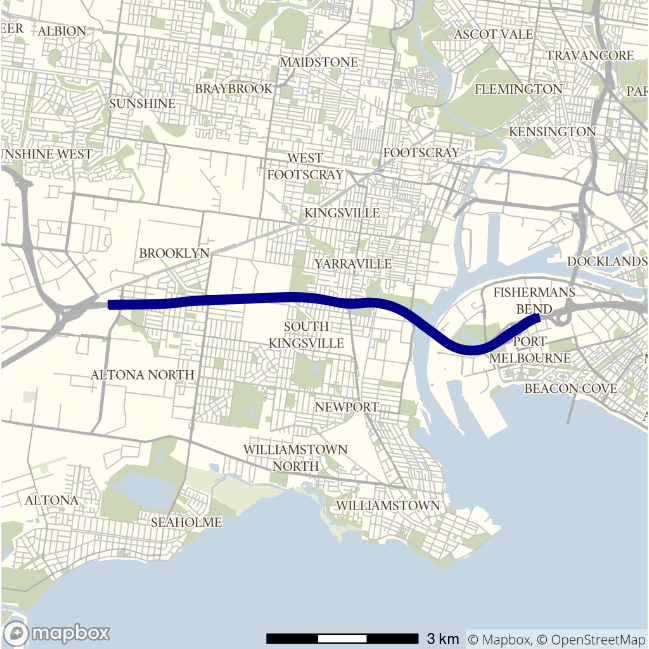 ASCOT VALE
EER
ALBION
TRAVANCORE
MAIDSTONE
BRAYBROOK
FLEMINGTON
PAR
SUNSHINE
KENSINGTON
UNSHINE WEST
WEST
FOOTSCRAY
FOOTSCRAY
KINGSVILLE
BROOKLYN
YARRAVILLE
DOCKLANDS
FISHERMANS
BEND
SOUTH
KINGSVILLE
PORT
MELBOURNE
ALTONA NORTH
BEACON COVE
NEWPORT
WILLIAMSTOWN
NORTH
ALTONA
WILLIAMSTOWN
SEAHOLME
mapbox
3 km
© Mapbox, © OpenStreetMap